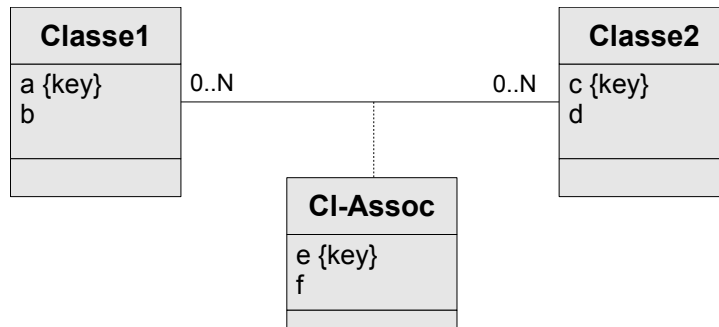 Classe1
a {key}
b
0..N
0..N
Classe2
c {key}
d
Cl-Assoc
e {key}
f